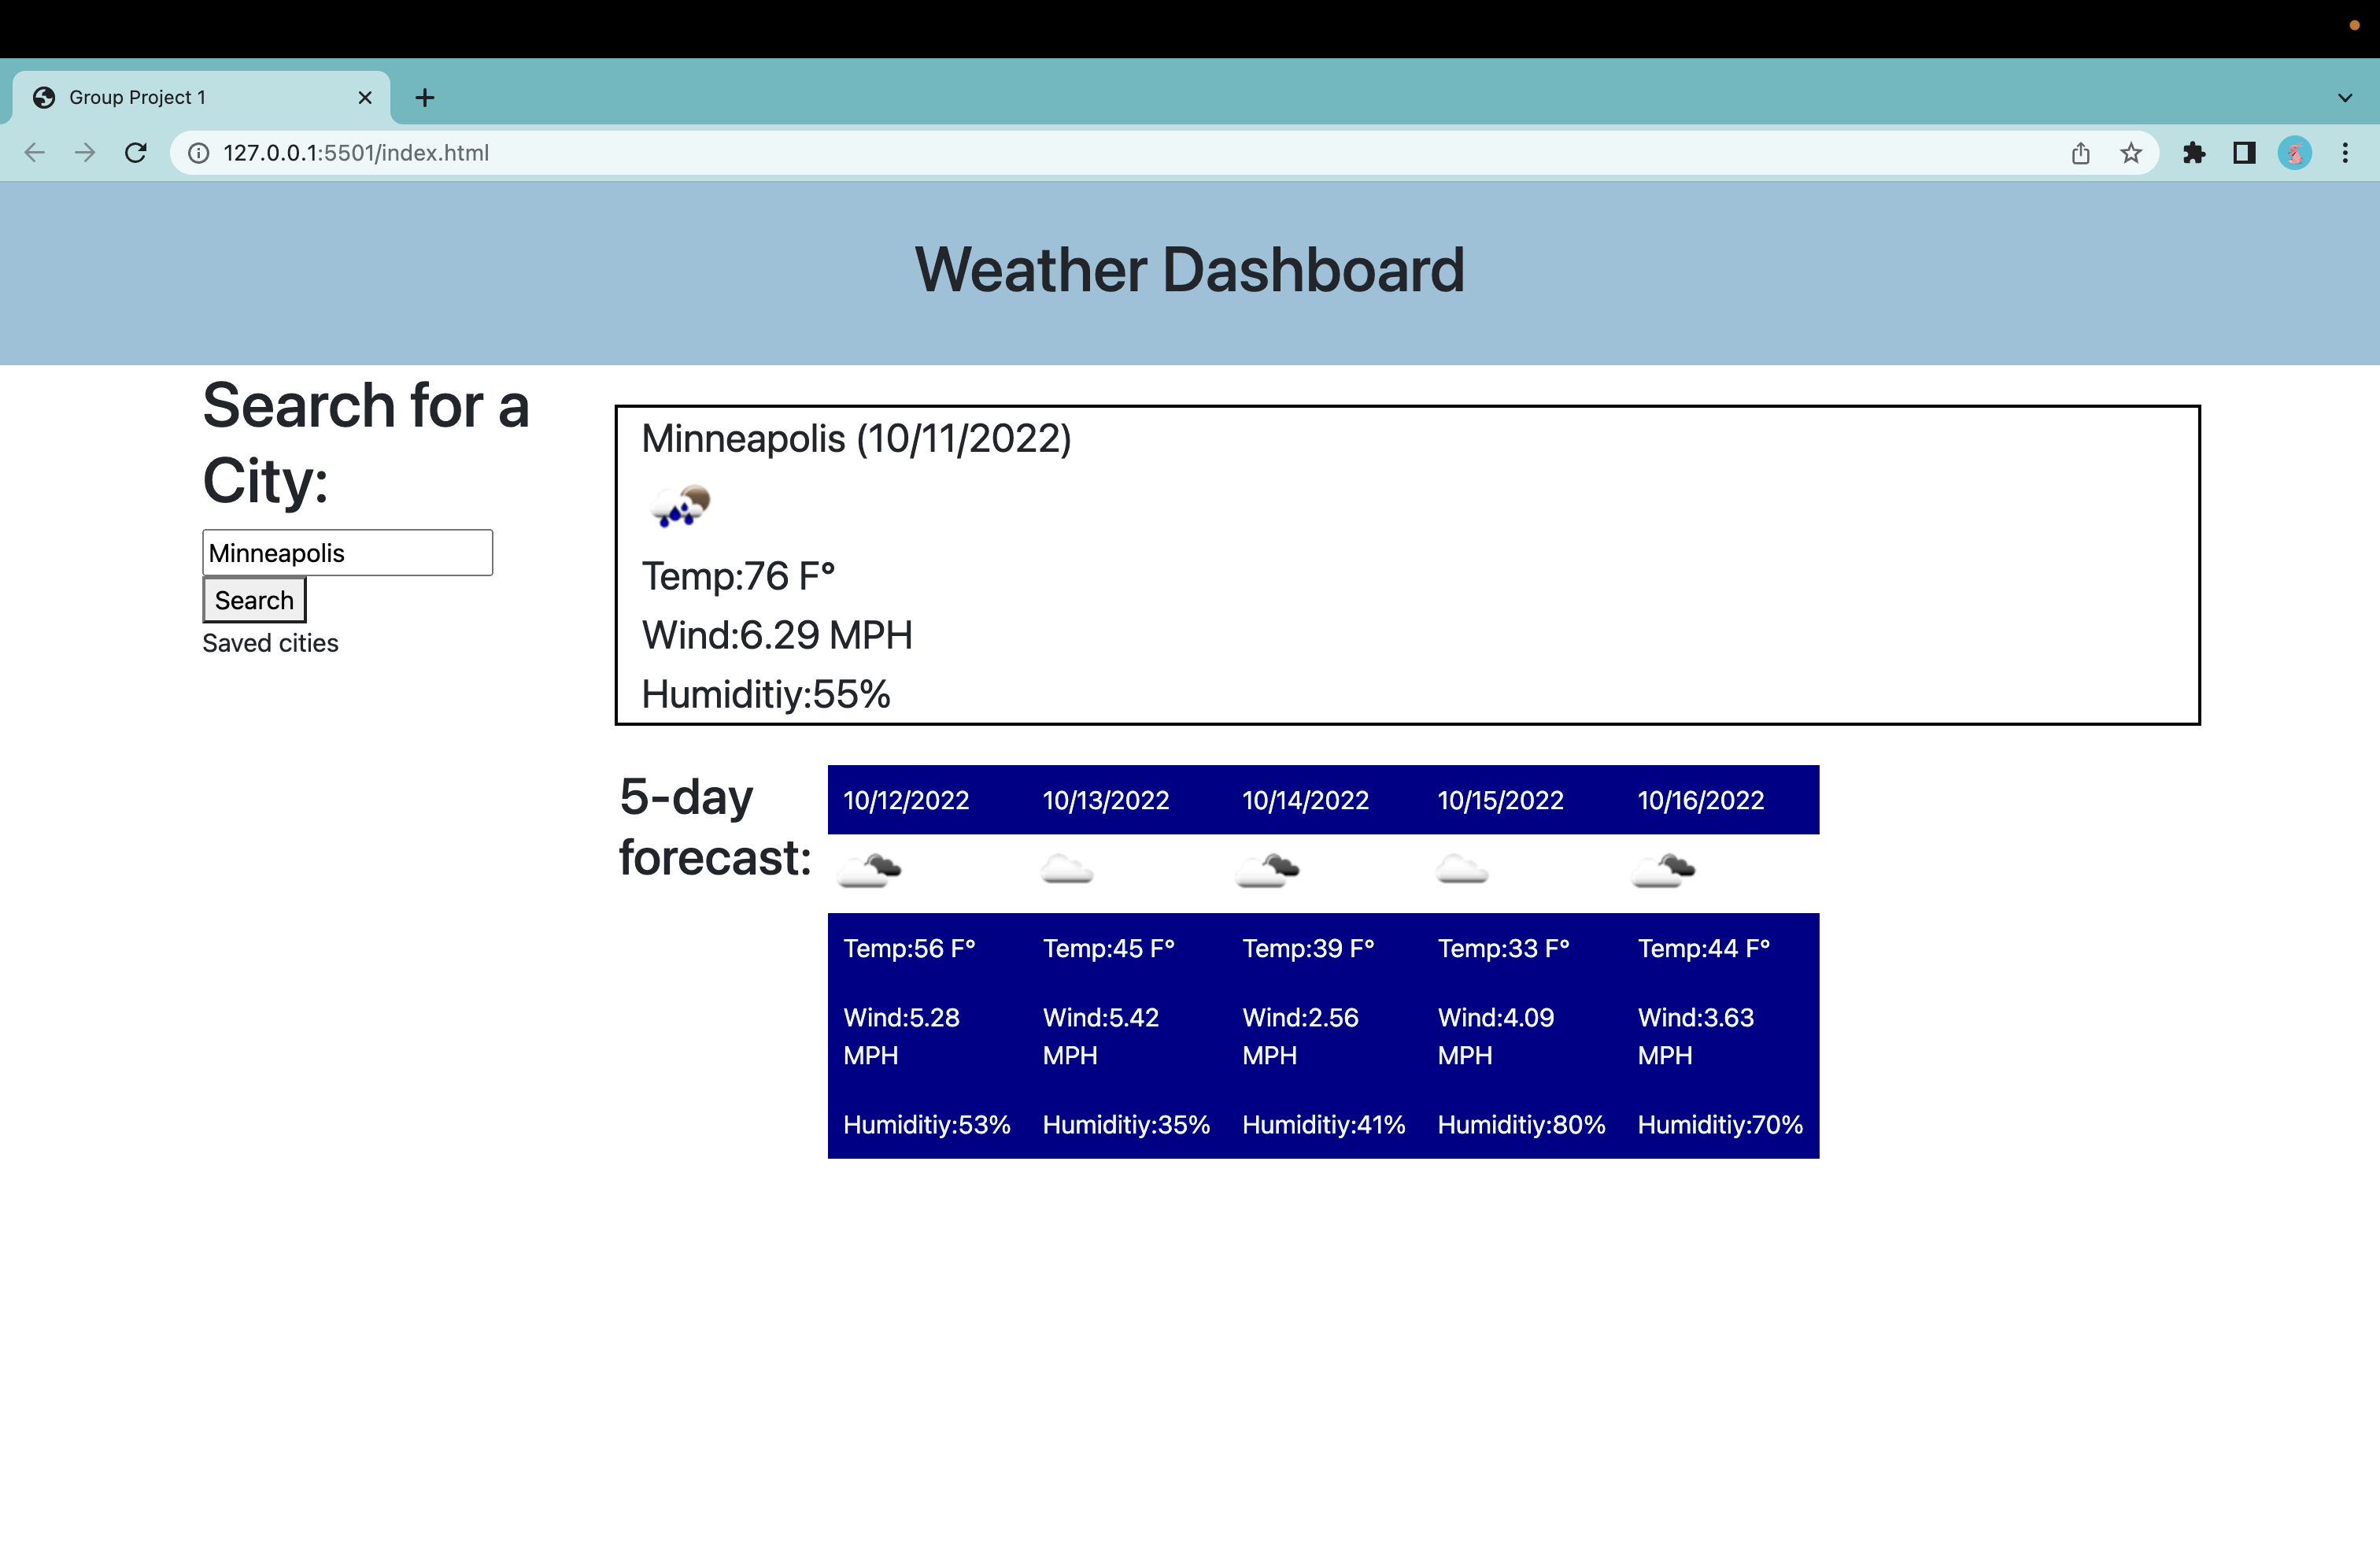 Group Project 1
127.0.0.1:5501/index.html
Weather Dashboard
Search for a
City:
Minneapolis
Search
Saved cities
Minneapolis (10/11/2022)
Temp:76 F°
Wind:6.29 MPH
Humiditiy:55%
5-day
forecast:
10/12/2022 10/13/2022 10/14/2022 10/15/2022 10/16/2022
Temp:56 F° Temp:45 F° Temp:39 F° Temp:33 F° Temp:44 F°
Wind:5.28 Wind:5.42 Wind:2.56 Wind:4.09 Wind:3.63
MPH MPH MPH MPH MPH
Humiditiy:53% Humiditiy:35% Humiditiy:41% Humiditiy:80% Humiditiy:70%